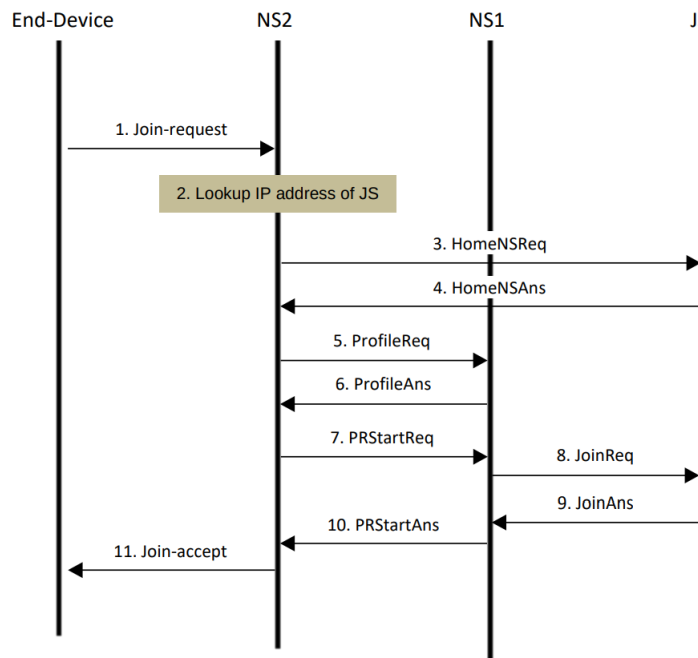 End-Device NS2 NS1 J
1. Join-request
2. Lookup IP address of JS
3. HomeNSReq
4. HomeNSAns
5. ProfileReq
6. ProfileAns
7. PRStartReq
8. JoinReq
9. JoinAns
10. PRStartAns
11. Join-accept